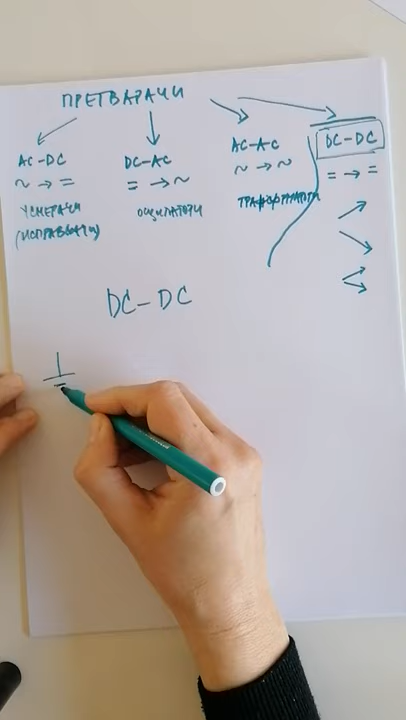 ПРЕТВАРАЧИ
AC-DC
~ → =
УСМЕРАЧИ
(ИСПРАВЉАЧИ)
DC-AC
= → ~
ОСЦИЛАТОРИ
AC-AC
~ → ~
ТРАНСФОРМАТОРИ
DC-DC
= → =
DC-DC